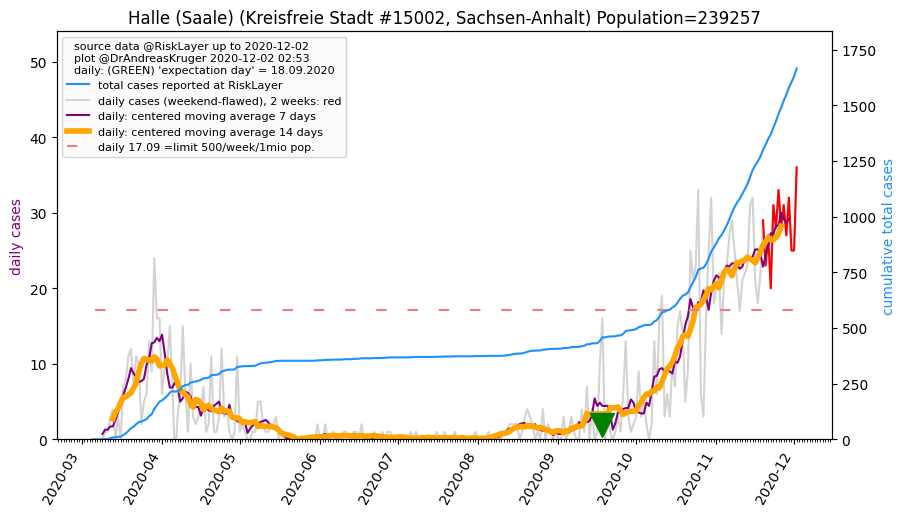 Halle (Saale) (Kreisfreie Stadt #15002, Sachsen-Anhalt) Population=239257
source data @RiskLayer up to 2020-12-02
plot @DrAndreasKruger 2020-12-02 02:53
daily: (GREEN) 'expectation day' = 18.09.2020
total cases reported at RiskLayer
daily cases (weekend-flawed), 2 weeks: red
daily: centered moving average 7 days
daily: centered moving average 14 days
daily 17.09 =limit 500/week/1mio pop.
daily cases
50
40
30
20
10
0
cumulative total cases
1750
1500
1250
1000
750
500
250
0
2020-03
2020-04
2020-05
2020-06
2020-07
2020-08
2020-09
2020-10
2020-11
2020-12